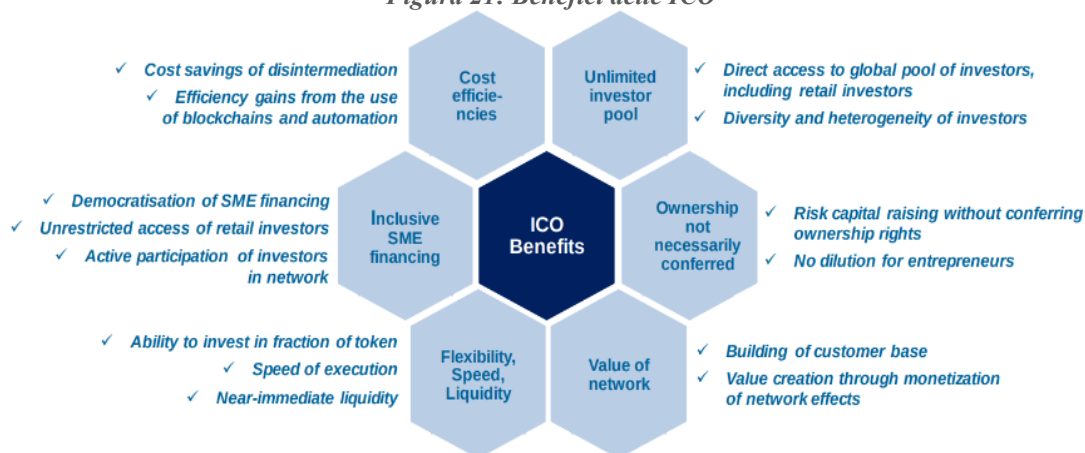 Figura 21: Benefici delle ICO
✓ Cost savings of disintermediation
✓ Efficiency gains from the use
of blockchains and automation
Cost
efficie-
ncies
Unlimited
investor
pool
✓ Direct access to global pool of investors,
including retail investors
✓ Diversity and heterogeneity of investors
✓ Democratisation of SME financing
✓ Unrestricted access of retail investors
✓ Active participation of investors
in network
Inclusive
SME
financing
ICO
Benefits
Ownership
not
necessarily
conferred
✓ Risk capital raising without conferring
ownership rights
✓ No dilution for entrepreneurs
✓ Ability to invest in fraction of token
✓ Speed of execution
✓ Near-immediate liquidity
Flexibility,
Speed,
Liquidity
Value of
network
✓ Building of customer base
✓ Value creation through monetization
of network effects